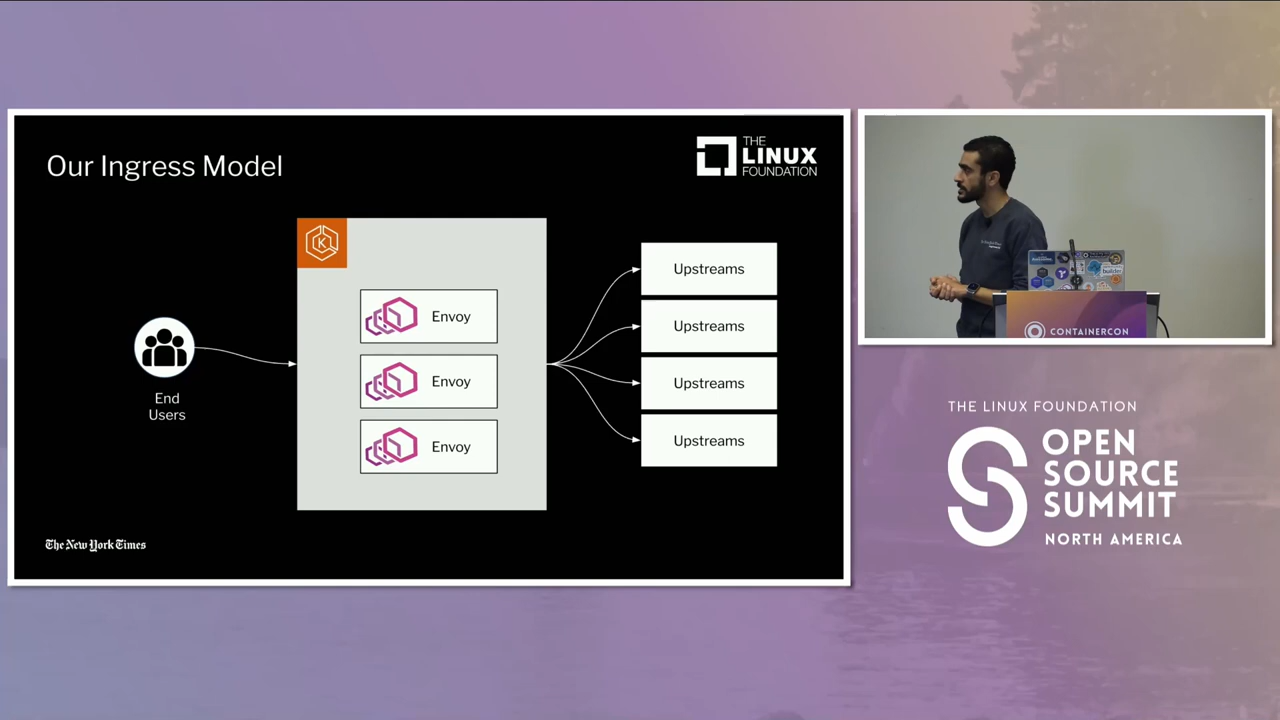 Our Ingress Model
THE
LINUX
FOUNDATION
K
End
Users
Envoy
Envoy
Envoy
Upstreams
Upstreams
Upstreams
Upstreams
The New York Times
CONTAINERCON
THE LINUX FOUNDATION
OPEN
SOURCE
SUMMIT
NORTH AMERICA